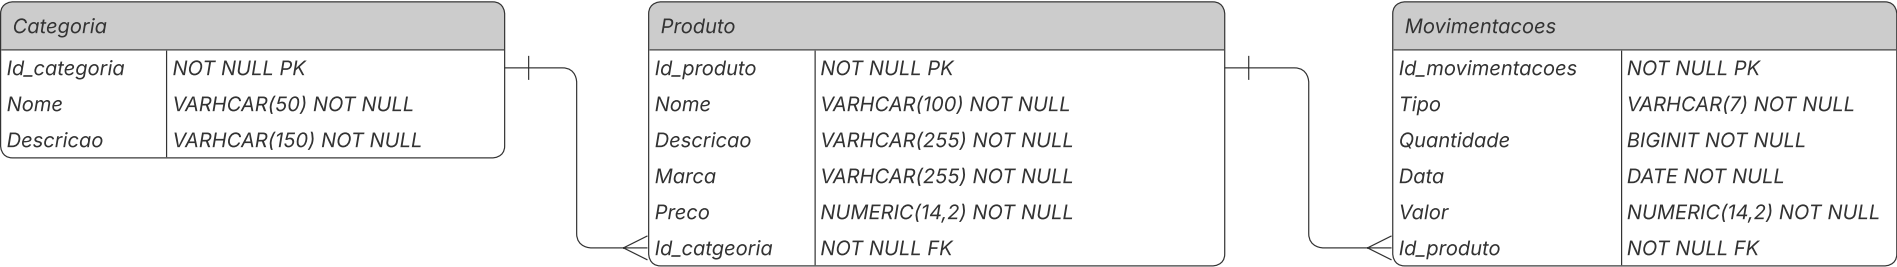 Categoria
Id_categoria NOT NULL PK
Nome VARHCAR(50) NOT NULL
Descricao VARHCAR(150) NOT NULL
Produto
Id_produto NOT NULL PK
Nome VARHCAR(100) NOT NULL
Descricao VARHCAR(255) NOT NULL
Marca VARHCAR(255) NOT NULL
Preco NUMERIC(14,2) NOT NULL
Id_catgeoria NOT NULL FK
Movimentacoes
Id_movimentacoes NOT NULL PK
Tipo VARHCAR(7) NOT NULL
Quantidade BIGINIT NOT NULL
Data DATE NOT NULL
Valor NUMERIC(14,2) NOT NULL
Id_produto NOT NULL FK